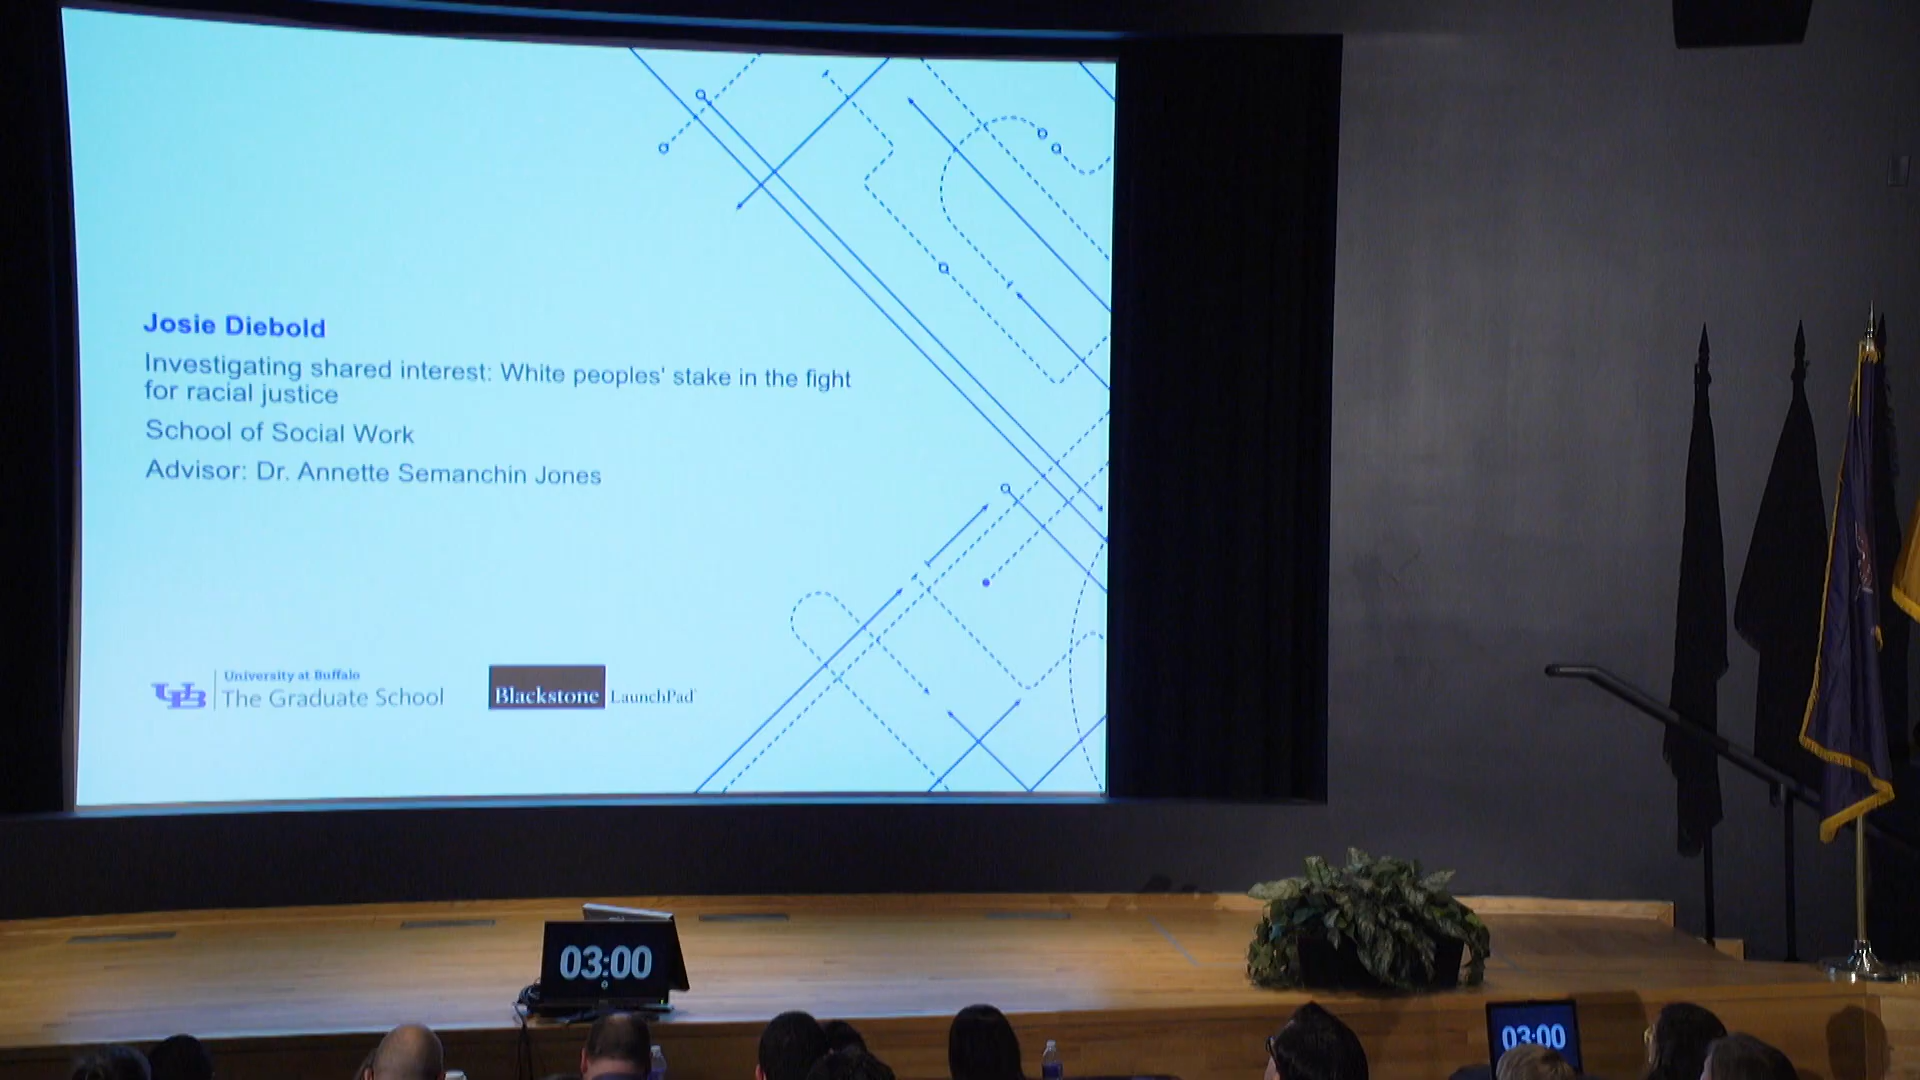 Josie Diebold
Investigating shared interest: White peoples' stake in the fight
for racial justice
School of Social Work
Advisor: Dr. Annette Semanchin Jones
UB
University at Buffalo
The Graduate School
Blackstone LaunchPad
03:00
03:00